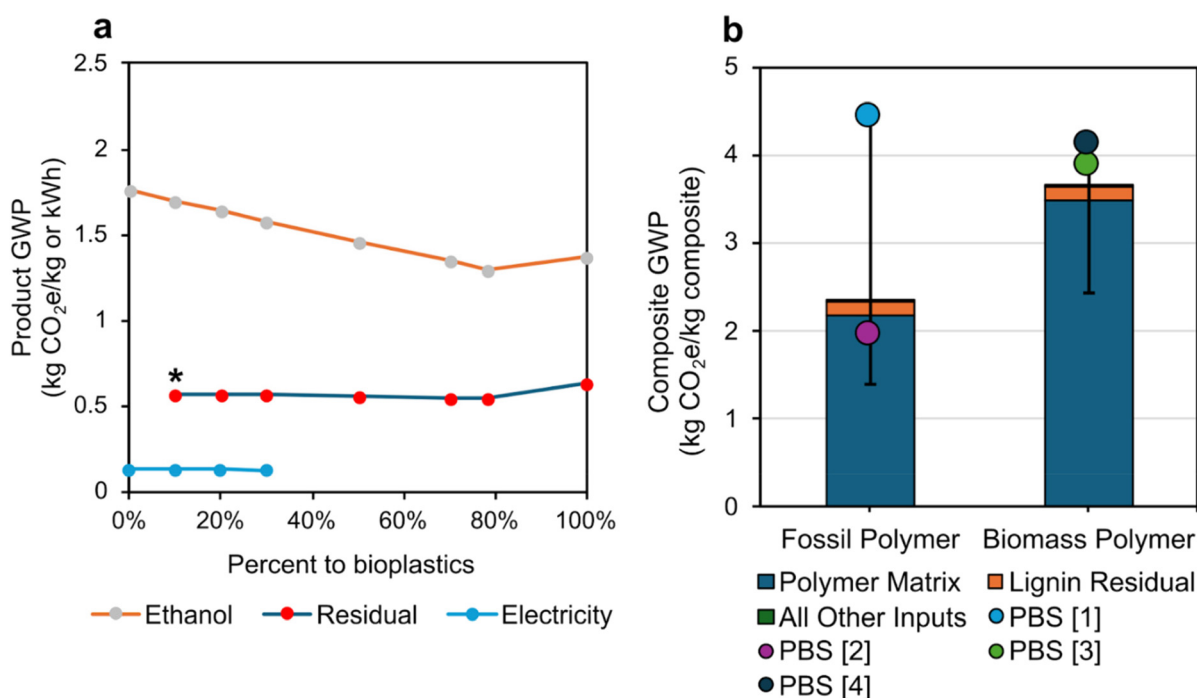 a
2.5
2
1.5
1
0.5
0
Product GWP
(kg CO₂e/kg or kWh)
*
0% 20% 40% 60% 80% 100%
Percent to bioplastics
Ethanol Residual Electricity
b
5
4
3
2
1
0
Composite GWP
(kg CO₂e/kg composite)
Fossil Polymer Biomass Polymer
Polymer Matrix Lignin Residual
All Other Inputs PBS [1]
PBS [2] PBS [3]
PBS [4]